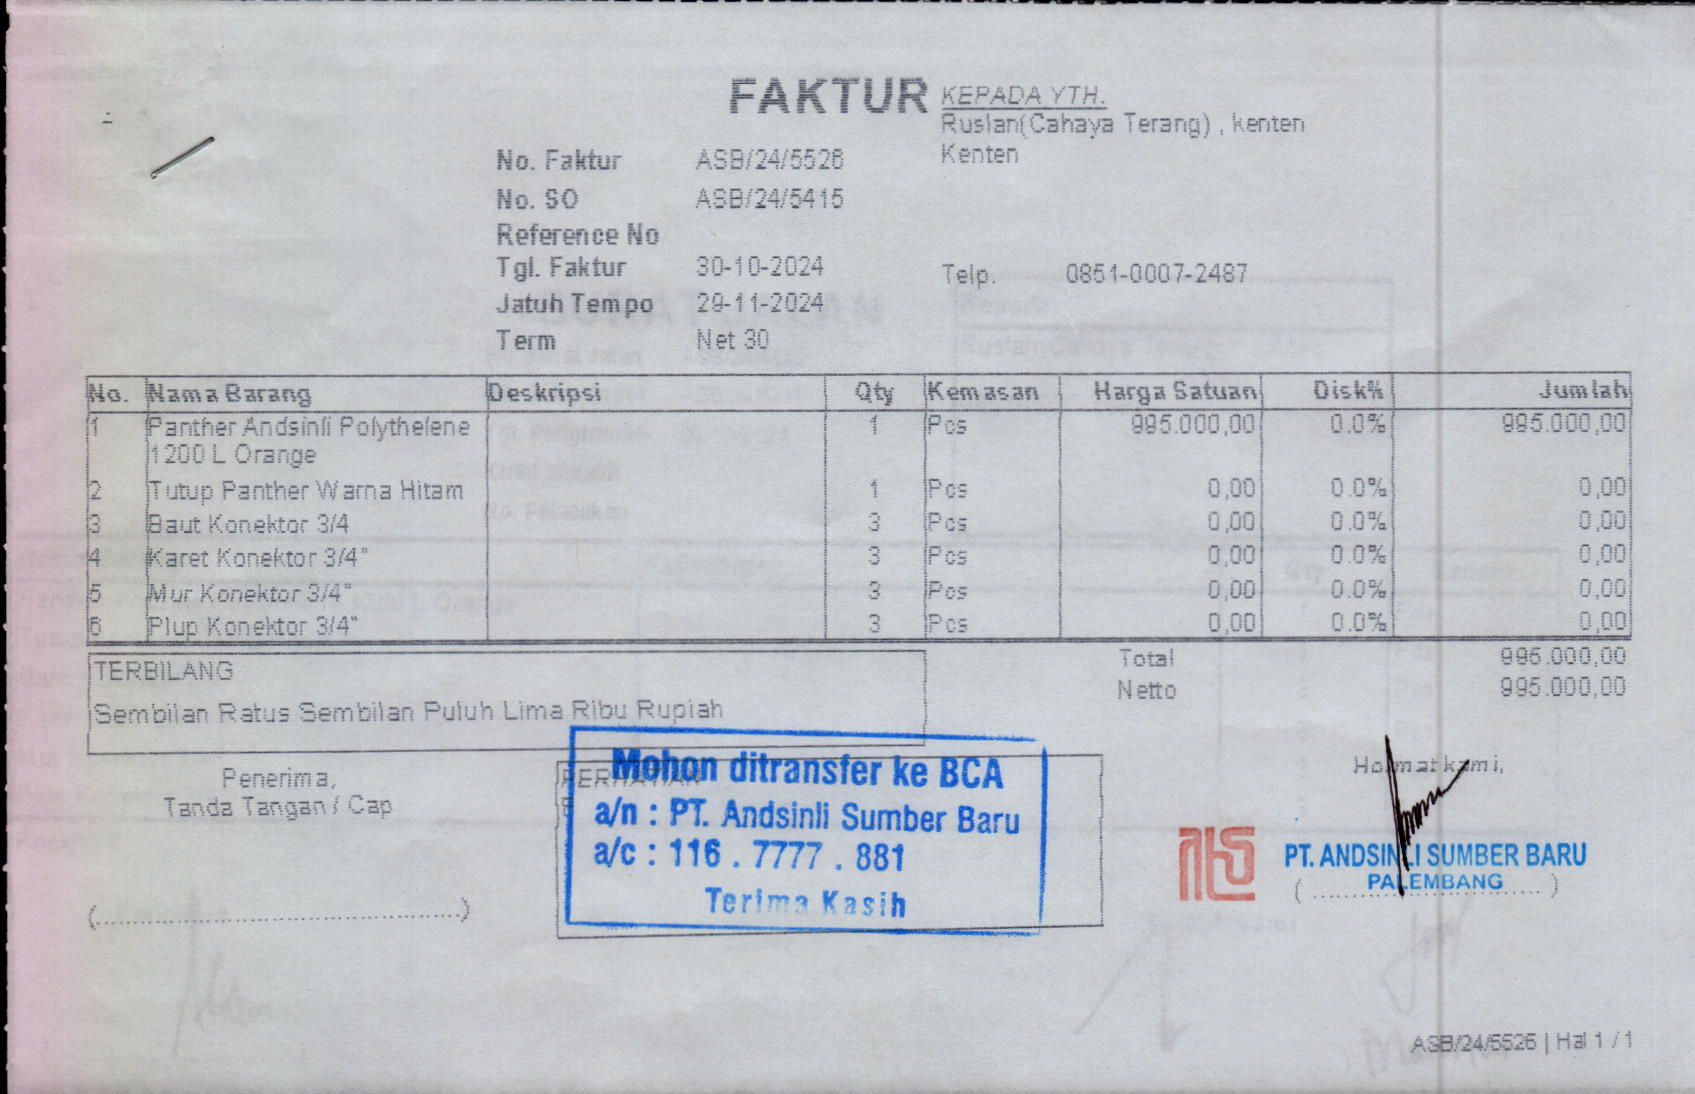 FAKTUR
KEPADA YTH.
Ruslan(Cahaya Terang) , kenten
Kenten
No. Faktur ASB/24/5526
No. SO ASB/24/5415
Reference No
Tgl. Faktur 30-10-2024
Telp. 0851-0007-2487
Jatuh Tempo 29-11-2024
Term Net 30
No. Nama Barang Deskripsi Qty Kemasan Harga Satuan Disk% Jumlah
1 Panther Andsinli Polythelene 1 Pcs 995.000,00 0.0% 995.000,00
1200 L Orange
2 Tutup Panther Warna Hitam 1 Pcs 0,00 0.0% 0,00
3 Baut Konektor 3/4 3 Pcs 0,00 0.0% 0,00
4 Karet Konektor 3/4" 3 Pcs 0,00 0.0% 0,00
5 Mur Konektor 3/4" 3 Pcs 0,00 0.0% 0,00
6 Plup Konektor 3/4" 3 Pcs 0,00 0.0% 0,00
Total 995.000,00
Netto 995.000,00
TERBILANG
Sembilan Ratus Sembilan Puluh Lima Ribu Rupiah
Penerima,
Tanda Tangan / Cap
PERHATIAN
Mohon ditransfer ke BCA
a/n : PT. Andsinli Sumber Baru
a/c : 116 . 7777 . 881
Terima Kasih
Hormat kami,
PT. ANDSINLI SUMBER BARU
PALEMBANG
ASB/24/5526 | Hal 1 / 1